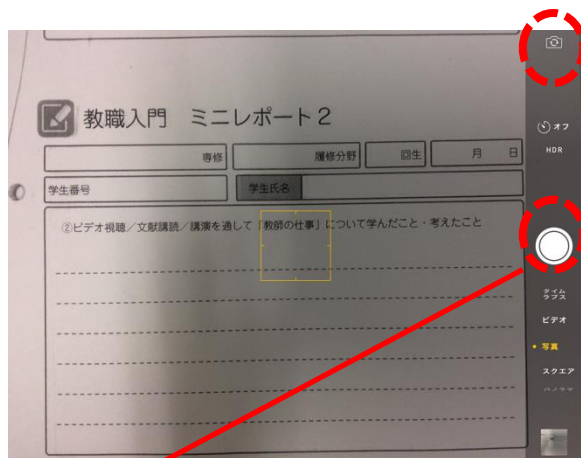 教職入門 ミニレポート2
専修 履修分野 回生 月 日
学生番号 学生氏名
②ビデオ視聴／文献講読／講演を通して「教師の仕事」について学んだこと・考えたこと
オフ
HDR
タイム
ラプス
ビデオ
写真
スクエア